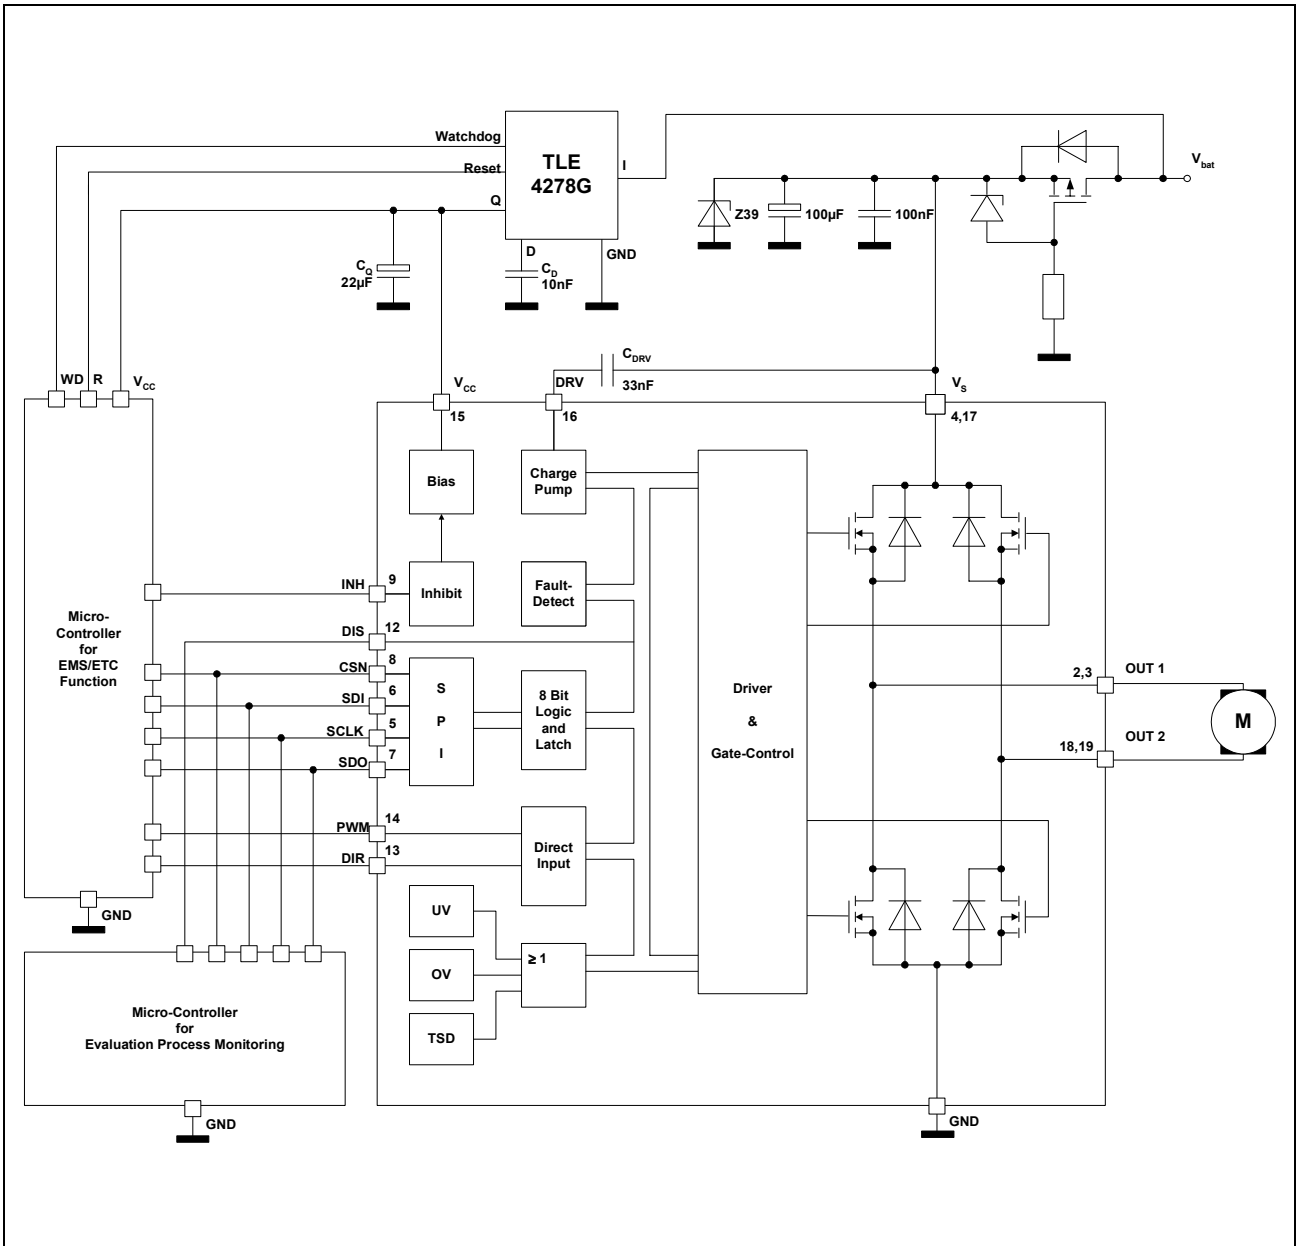 Watchdog
Reset
Q
TLE
4278G
I
D
GND
C_Q
22µF
C_D
10nF
Z39
100µF
100nF
V_bat
C_DRV
33nF
WD
R
V_CC
V_CC
15
DRV
16
V_S
4,17
Bias
Charge
Pump
Inhibit
Fault-
Detect
Micro-
Controller
for
EMS/ETC
Function
INH
9
DIS
12
CSN
8
SDI
6
SCLK
5
SDO
7
S
P
I
8 Bit
Logic
and
Latch
Driver
&
Gate-Control
2,3
OUT 1
18,19
OUT 2
M
PWM
14
DIR
13
Direct
Input
GND
UV
OV
TSD
≥ 1
Micro-Controller
for
Evaluation Process Monitoring
GND
GND